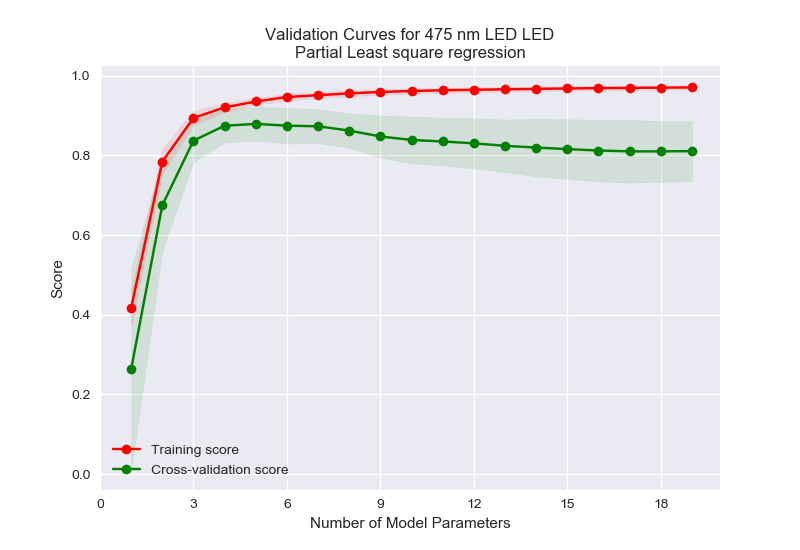 Validation Curves for 475 nm LED LED
Partial Least square regression
1.0
0.8
0.6
0.4
0.2
0.0
Score
Training score
Cross-validation score
0 3 6 9 12 15 18
Number of Model Parameters